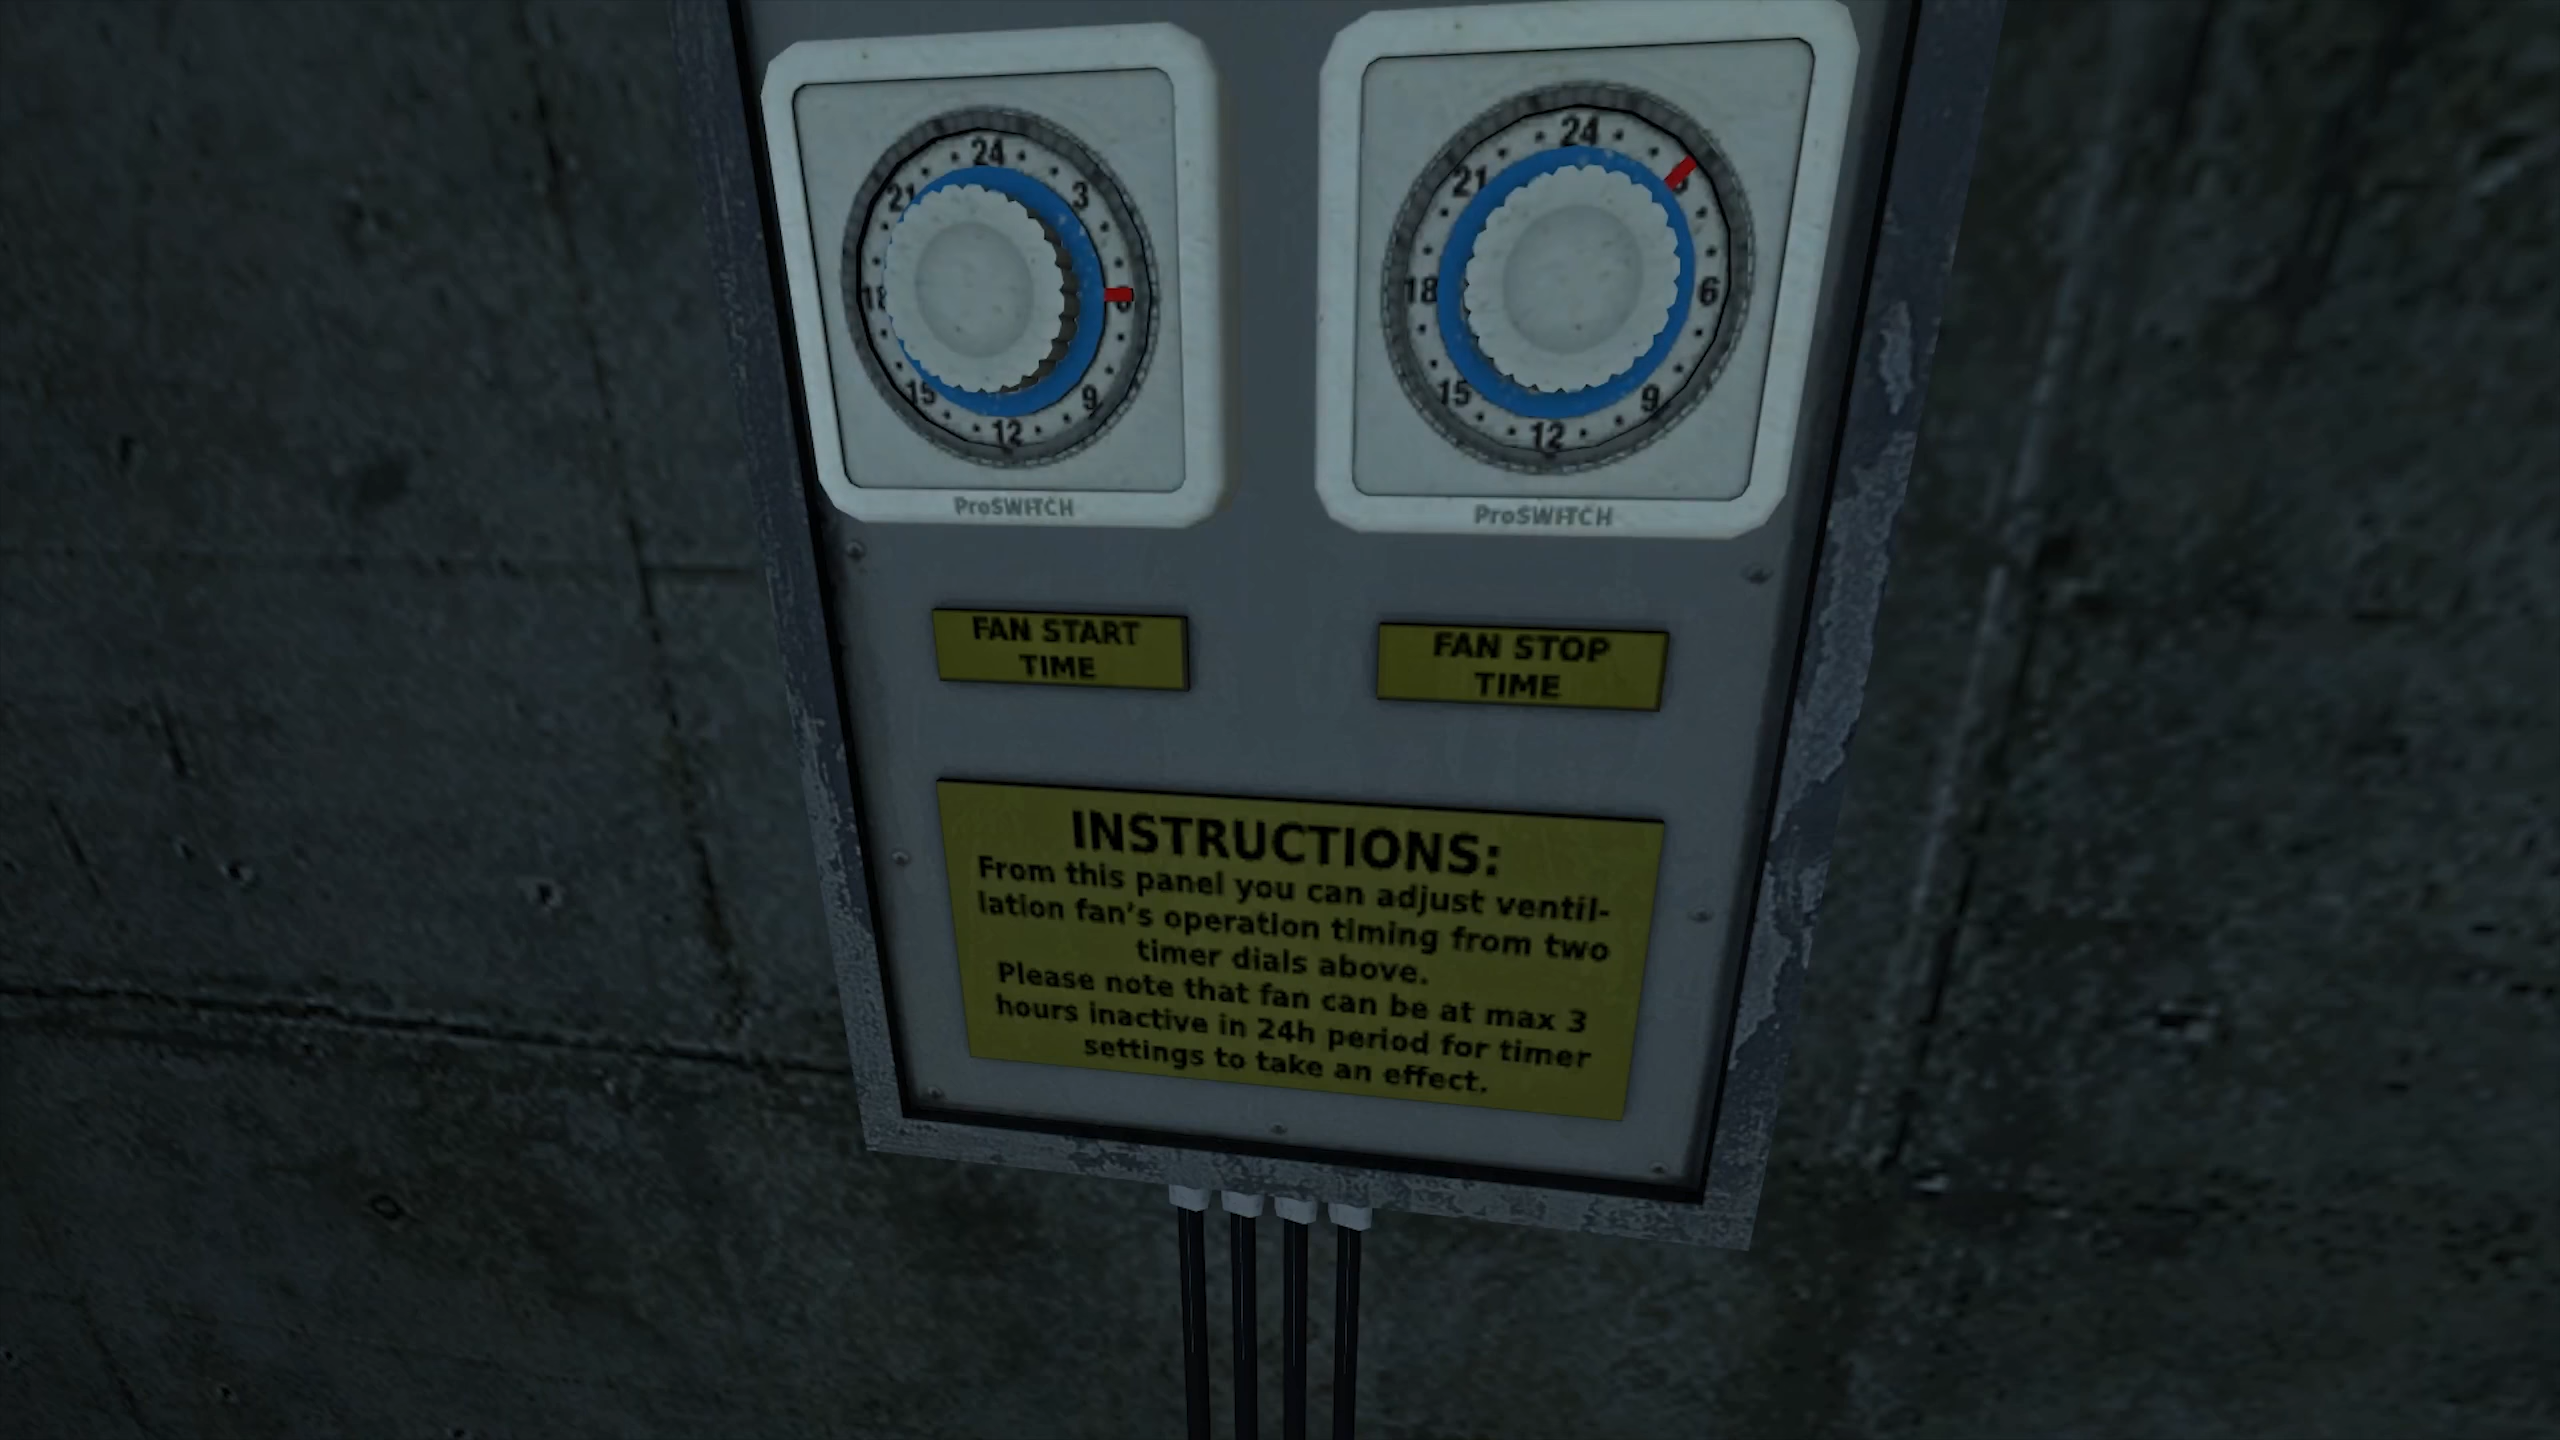 24
21
3
18
6
15
9
12
ProSWITCH
24
21
3
18
6
15
9
12
ProSWITCH
FAN START
TIME
FAN STOP
TIME
INSTRUCTIONS:
From this panel you can adjust ventil-
lation fan's operation timing from two
timer dials above.
Please note that fan can be at max 3
hours inactive in 24h period for timer
settings to take an effect.